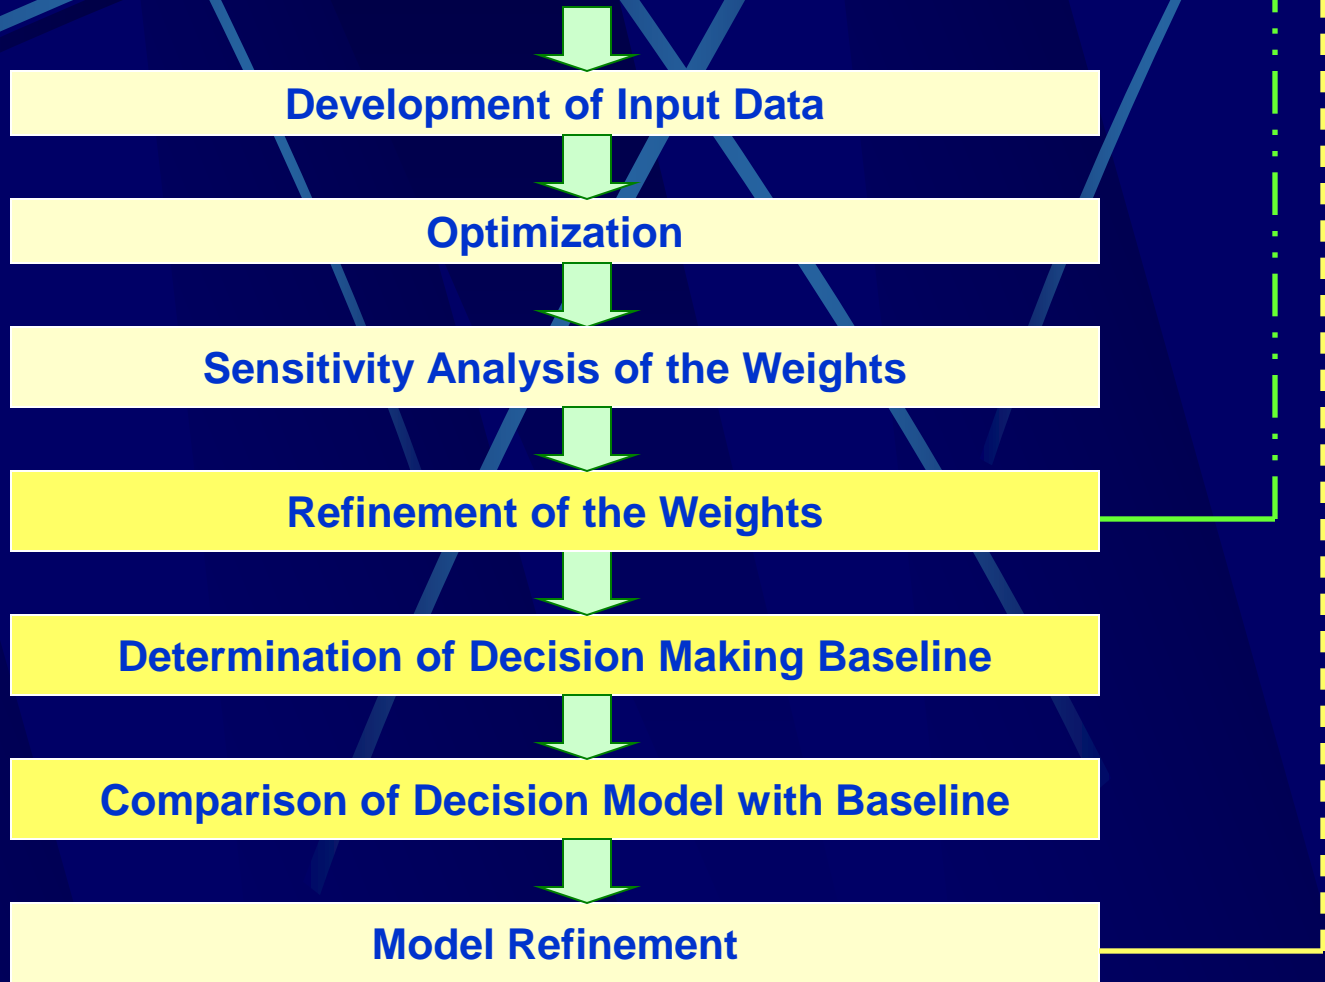 Development of Input Data
Optimization
Sensitivity Analysis of the Weights
Refinement of the Weights
Determination of Decision Making Baseline
Comparison of Decision Model with Baseline
Model Refinement